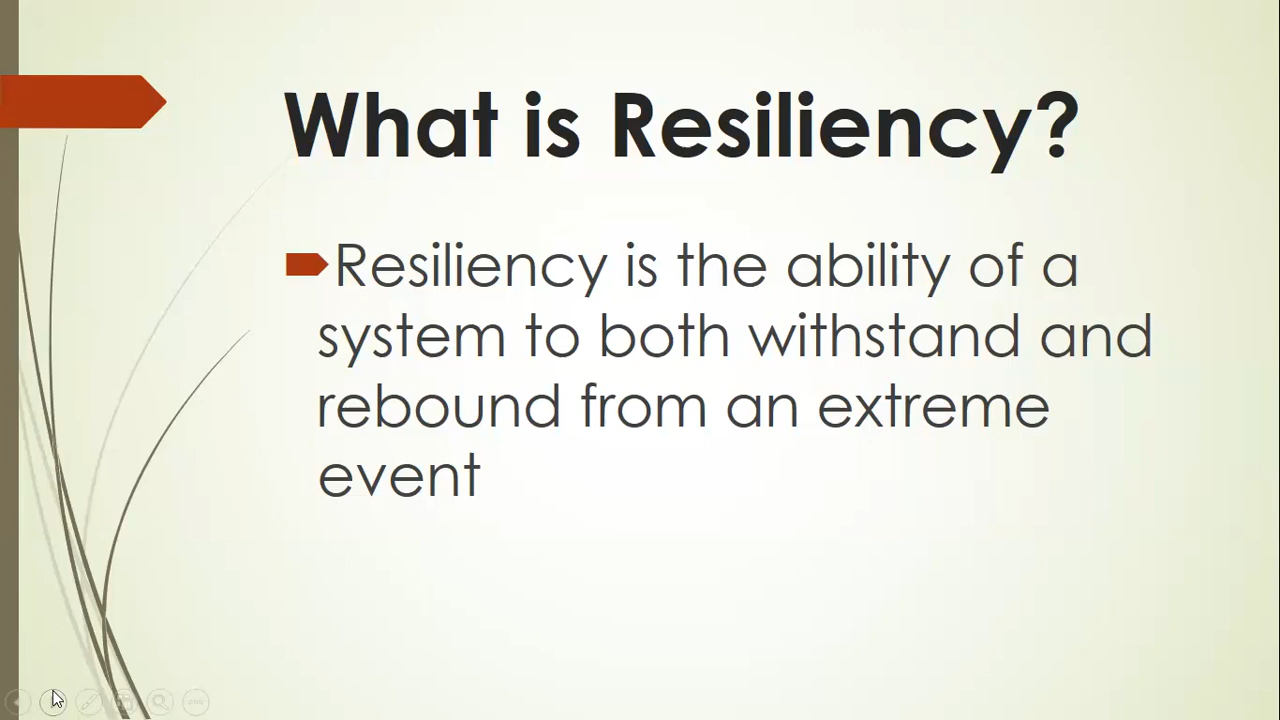 What is Resiliency?
Resiliency is the ability of a
system to both withstand and
rebound from an extreme
event